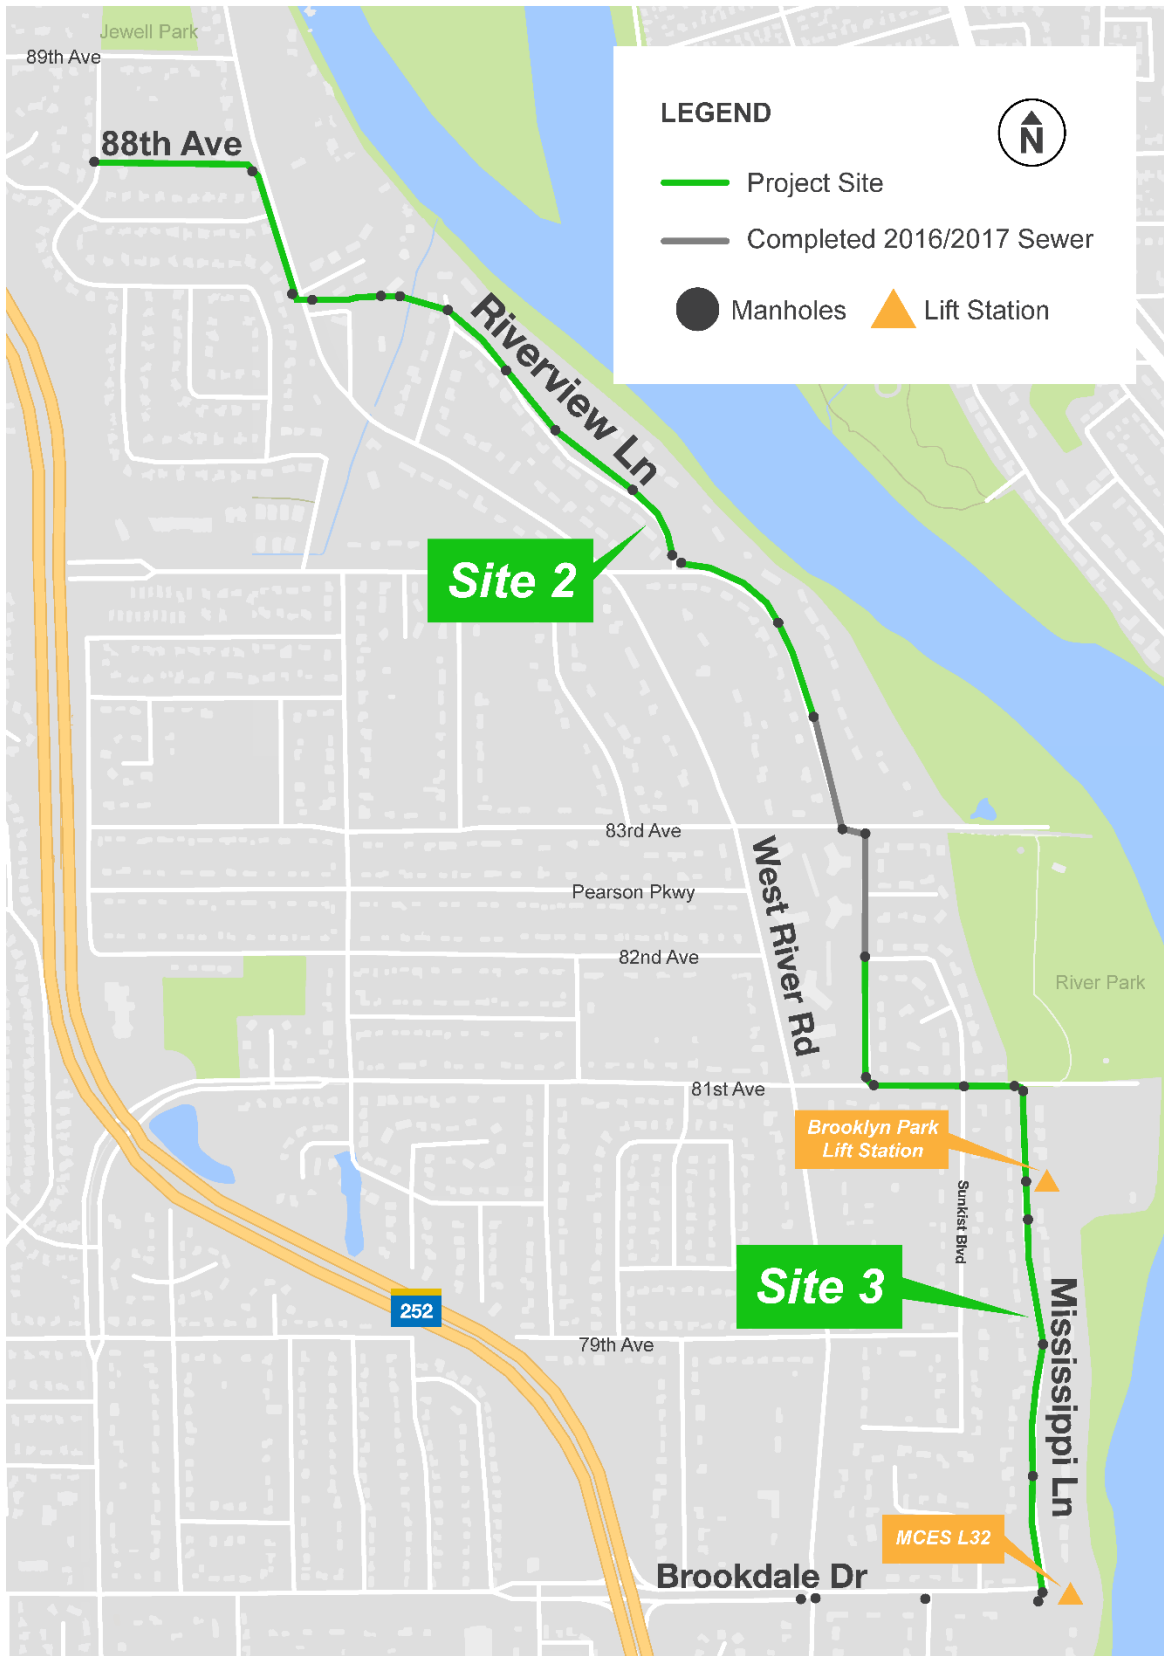 Jewell Park
89th Ave
88th Ave
LEGEND
N
Project Site
Completed 2016/2017 Sewer
Manholes
Lift Station
Riverview Ln
Site 2
83rd Ave
West River Rd
Pearson Pkwy
82nd Ave
River Park
81st Ave
Brooklyn Park
Lift Station
Sunkist Blvd
Site 3
252
Mississippi Ln
79th Ave
MCES L32
Brookdale Dr